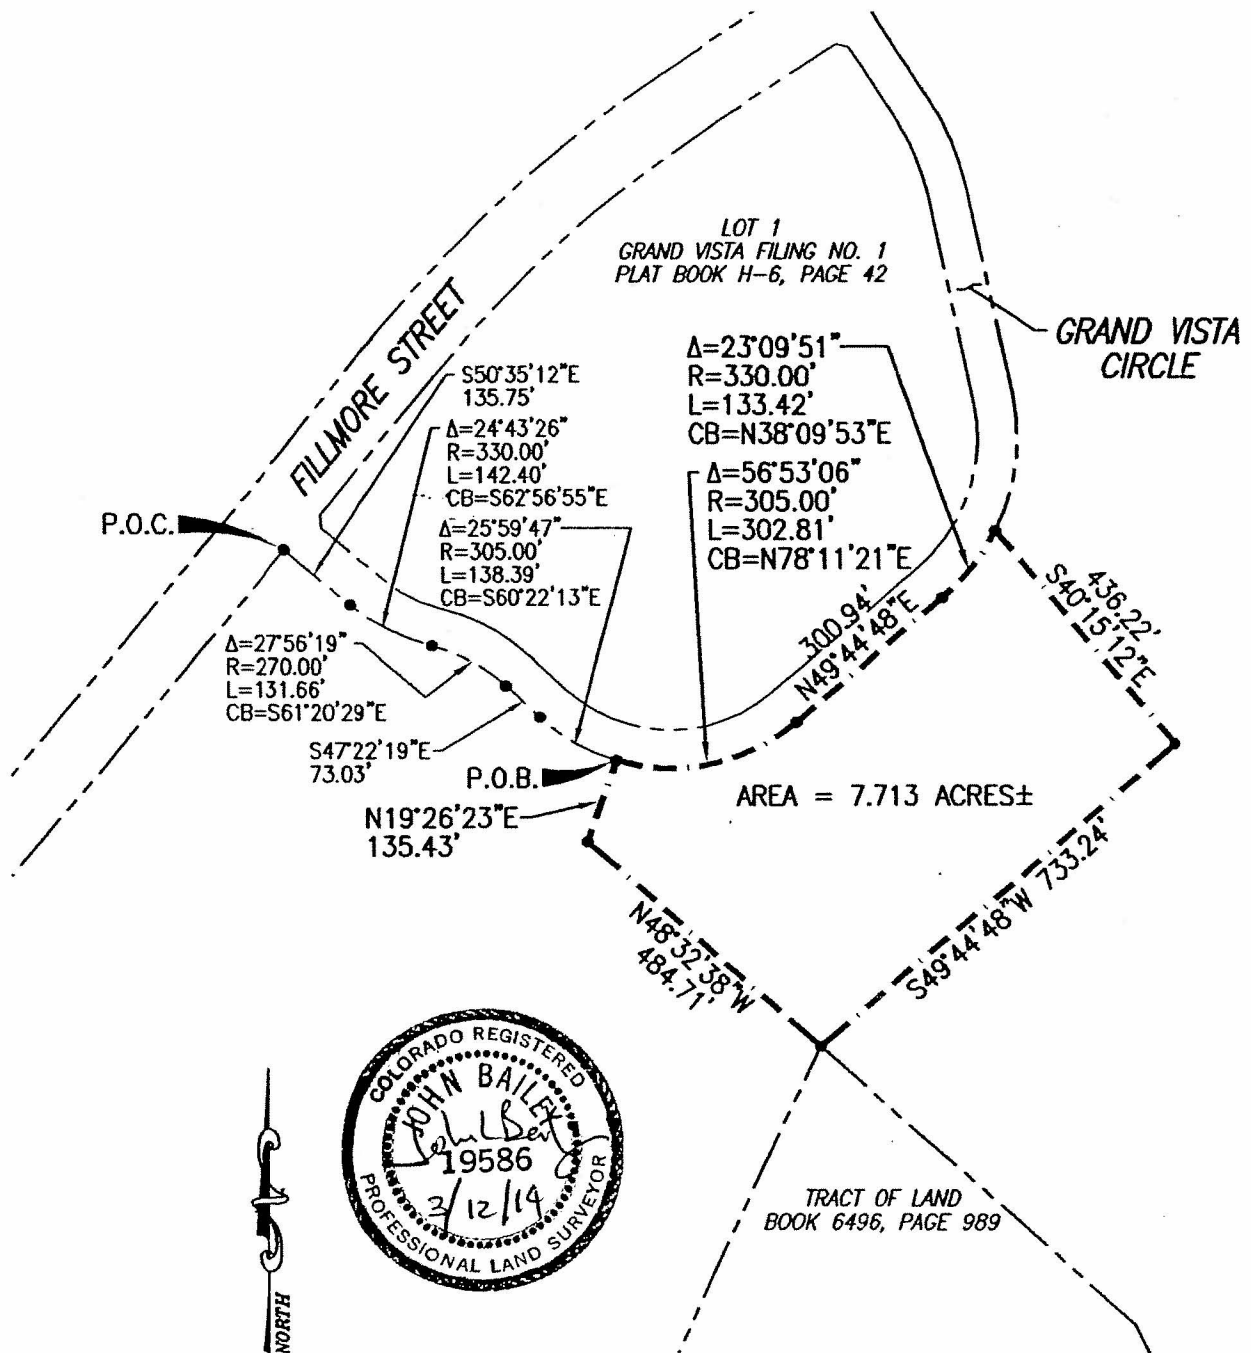 LOT 1
GRAND VISTA FILING NO. 1
PLAT BOOK H-6, PAGE 42
GRAND VISTA
CIRCLE
FILLMORE STREET
S50°35'12"E
135.75'
Δ=24°43'26"
R=330.00'
L=142.40'
CB=S62°56'55"E
Δ=25°59'47"
R=305.00'
L=138.39'
CB=S60°22'13"E
Δ=23°09'51"
R=330.00'
L=133.42'
CB=N38°09'53"E
Δ=56°53'06"
R=305.00'
L=302.81'
CB=N78°11'21"E
P.O.C.
Δ=27°56'19"
R=270.00'
L=131.66'
CB=S61°20'29"E
S47°22'19"E
73.03'
P.O.B.
N19°26'23"E
135.43'
300.94'
N49°44'48"E
436.22'
S40°15'12"E
AREA = 7.713 ACRES±
S49°44'48"W 733.24'
N48°32'38"W
484.71'
COLORADO REGISTERED
JOHN BAILEY
19586
3/12/14
PROFESSIONAL LAND SURVEYOR
TRACT OF LAND
BOOK 6496, PAGE 989
NORTH